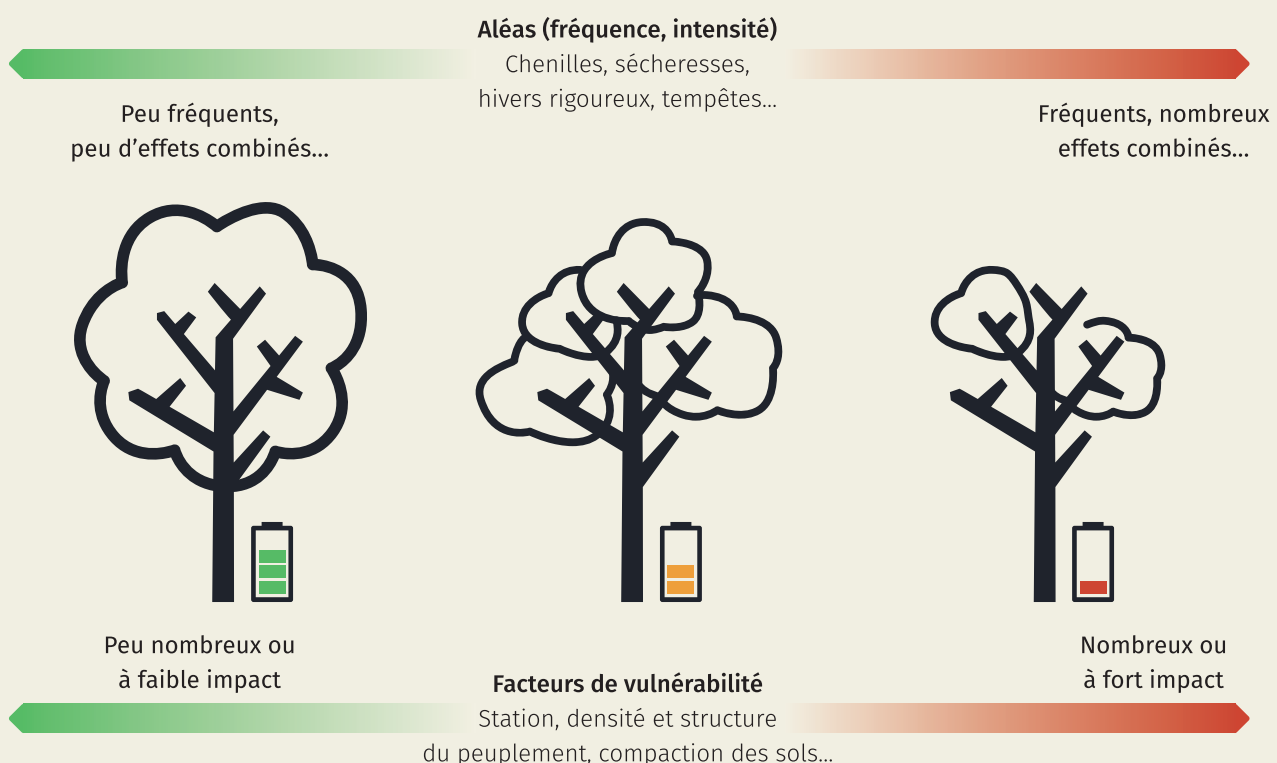 Aléas (fréquence, intensité)
Chenilles, sécheresses,
hivers rigoureux, tempêtes...
Peu fréquents,
peu d’effets combinés...
Fréquents, nombreux
effets combinés...
Peu nombreux ou
à faible impact
Nombreux ou
à fort impact
Facteurs de vulnérabilité
Station, densité et structure
du peuplement, compaction des sols...